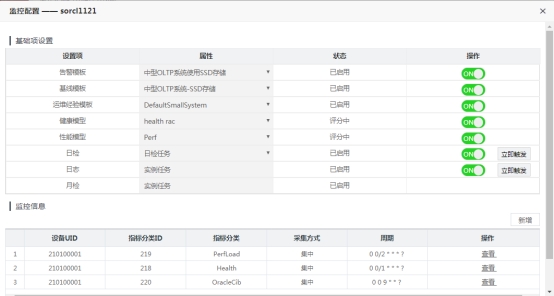 监控配置 —— sorcl1121
基础项设置
设置项 属性 状态 操作
告警模板 中型OLTP系统使用SSD存储 已启用 ON
基线模板 中型OLTP系统-SSD存储 已启用 ON
运维经验模板 DefaultSmallSystem 已启用 ON
健康模型 health rac 评分中 ON
性能模型 Perf 评分中 ON
日检 日检任务 已启用 ON 立即触发
日志 实例任务 已启用 ON 立即触发
月检 实例任务 已启用
监控信息
新增
设备UID 指标分类ID 指标分类 采集方式 周期 操作
1 210100001 219 PerfLoad 集中 0 0/2 * * * ? 查看
2 210100001 218 Health 集中 0 0/1 * * * ? 查看
3 210100001 220 OracleCib 集中 0 0 9 * * ? 查看